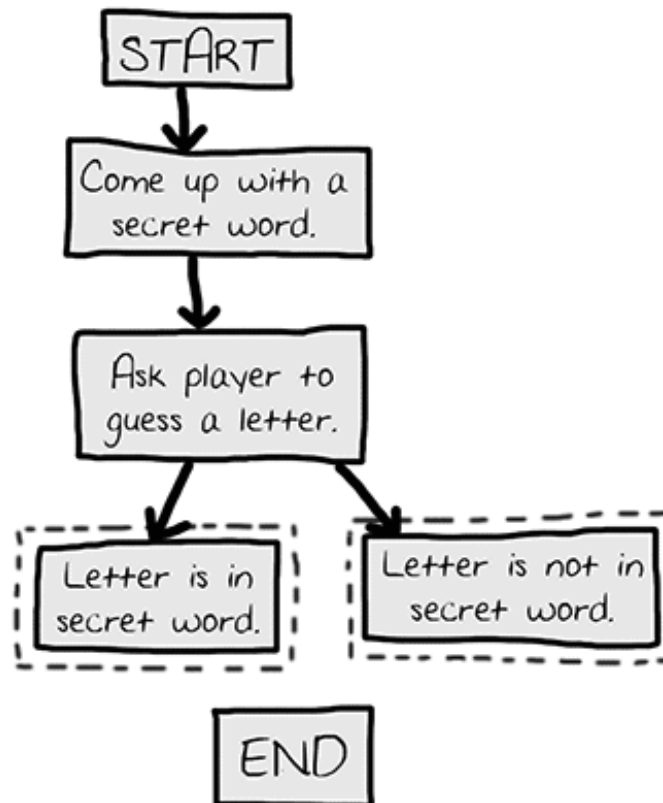 START
Come up with a
secret word.
Ask player to
guess a letter.
Letter is in
secret word.
Letter is not in
secret word.
END